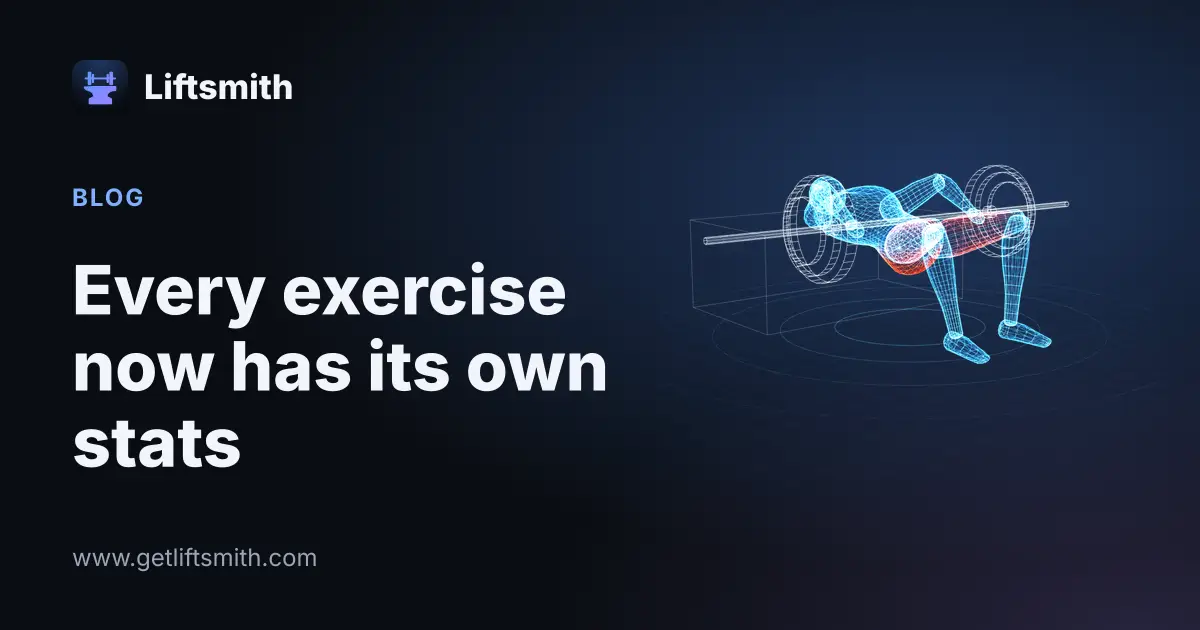 Liftsmith
BLOG
Every exercise
now has its own
stats
www.getliftsmith.com